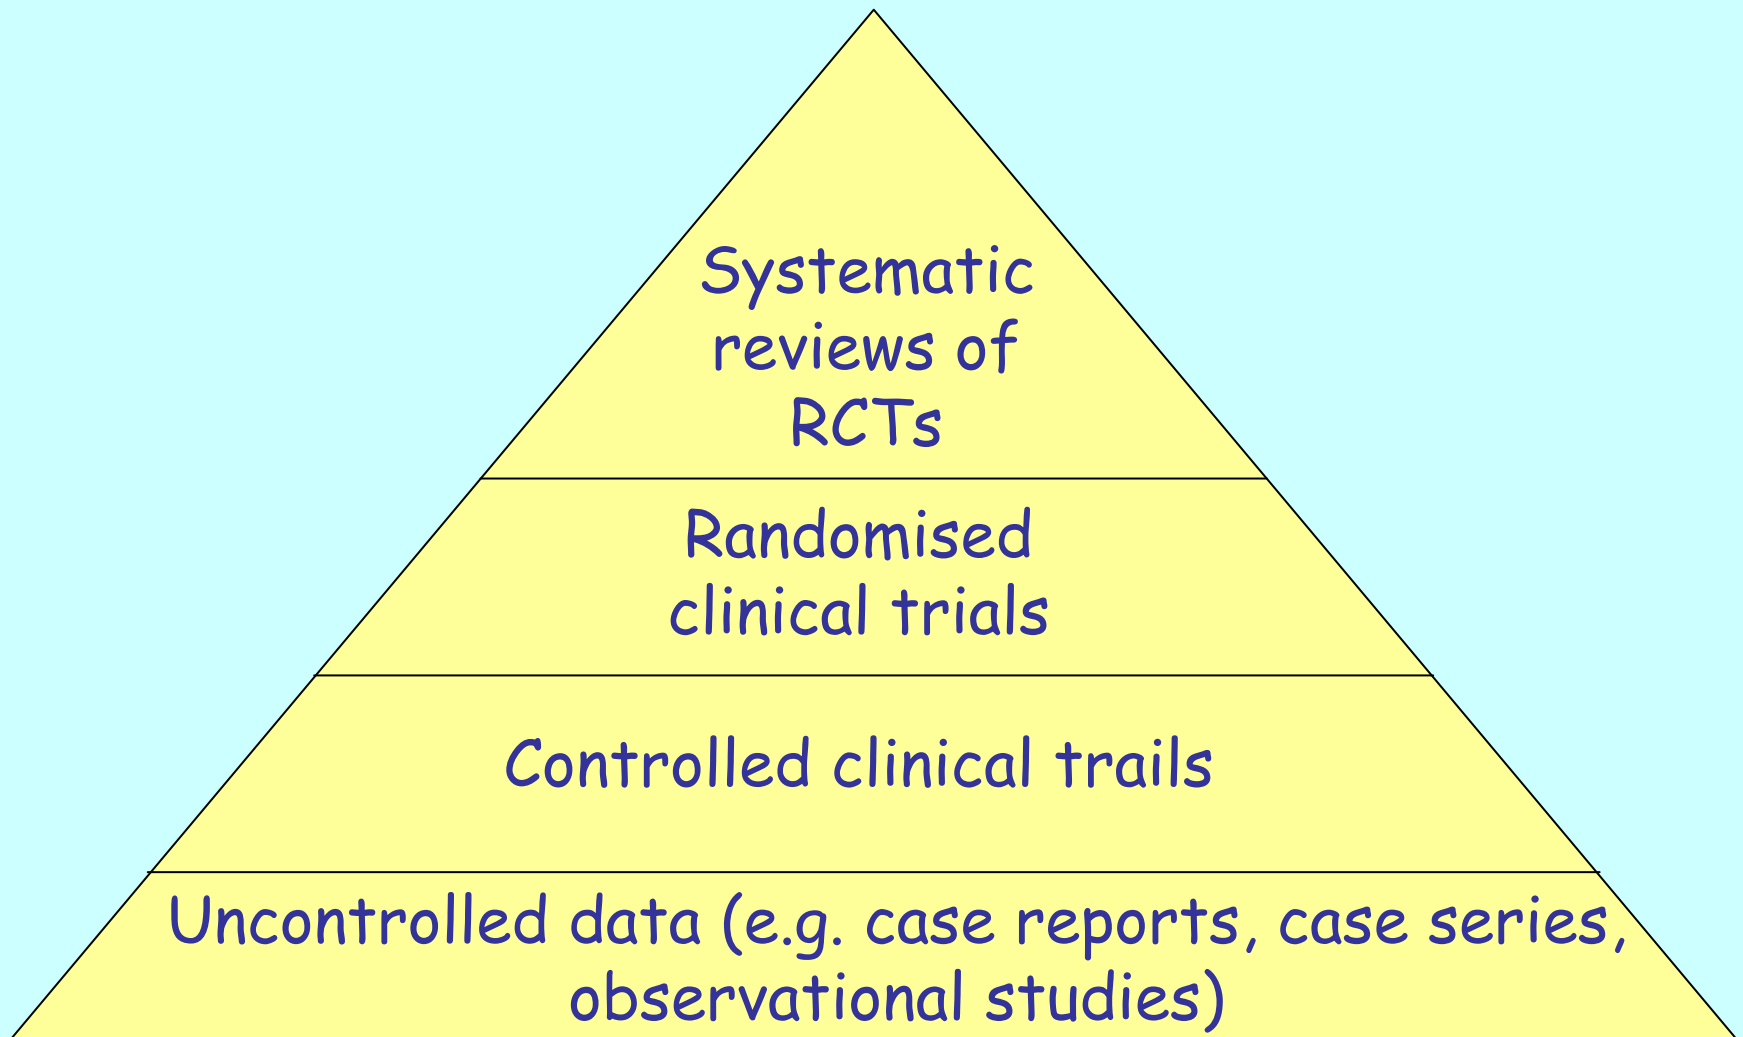 Systematic
reviews of
RCTs
Randomised
clinical trials
Controlled clinical trails
Uncontrolled data (e.g. case reports, case series,
observational studies)